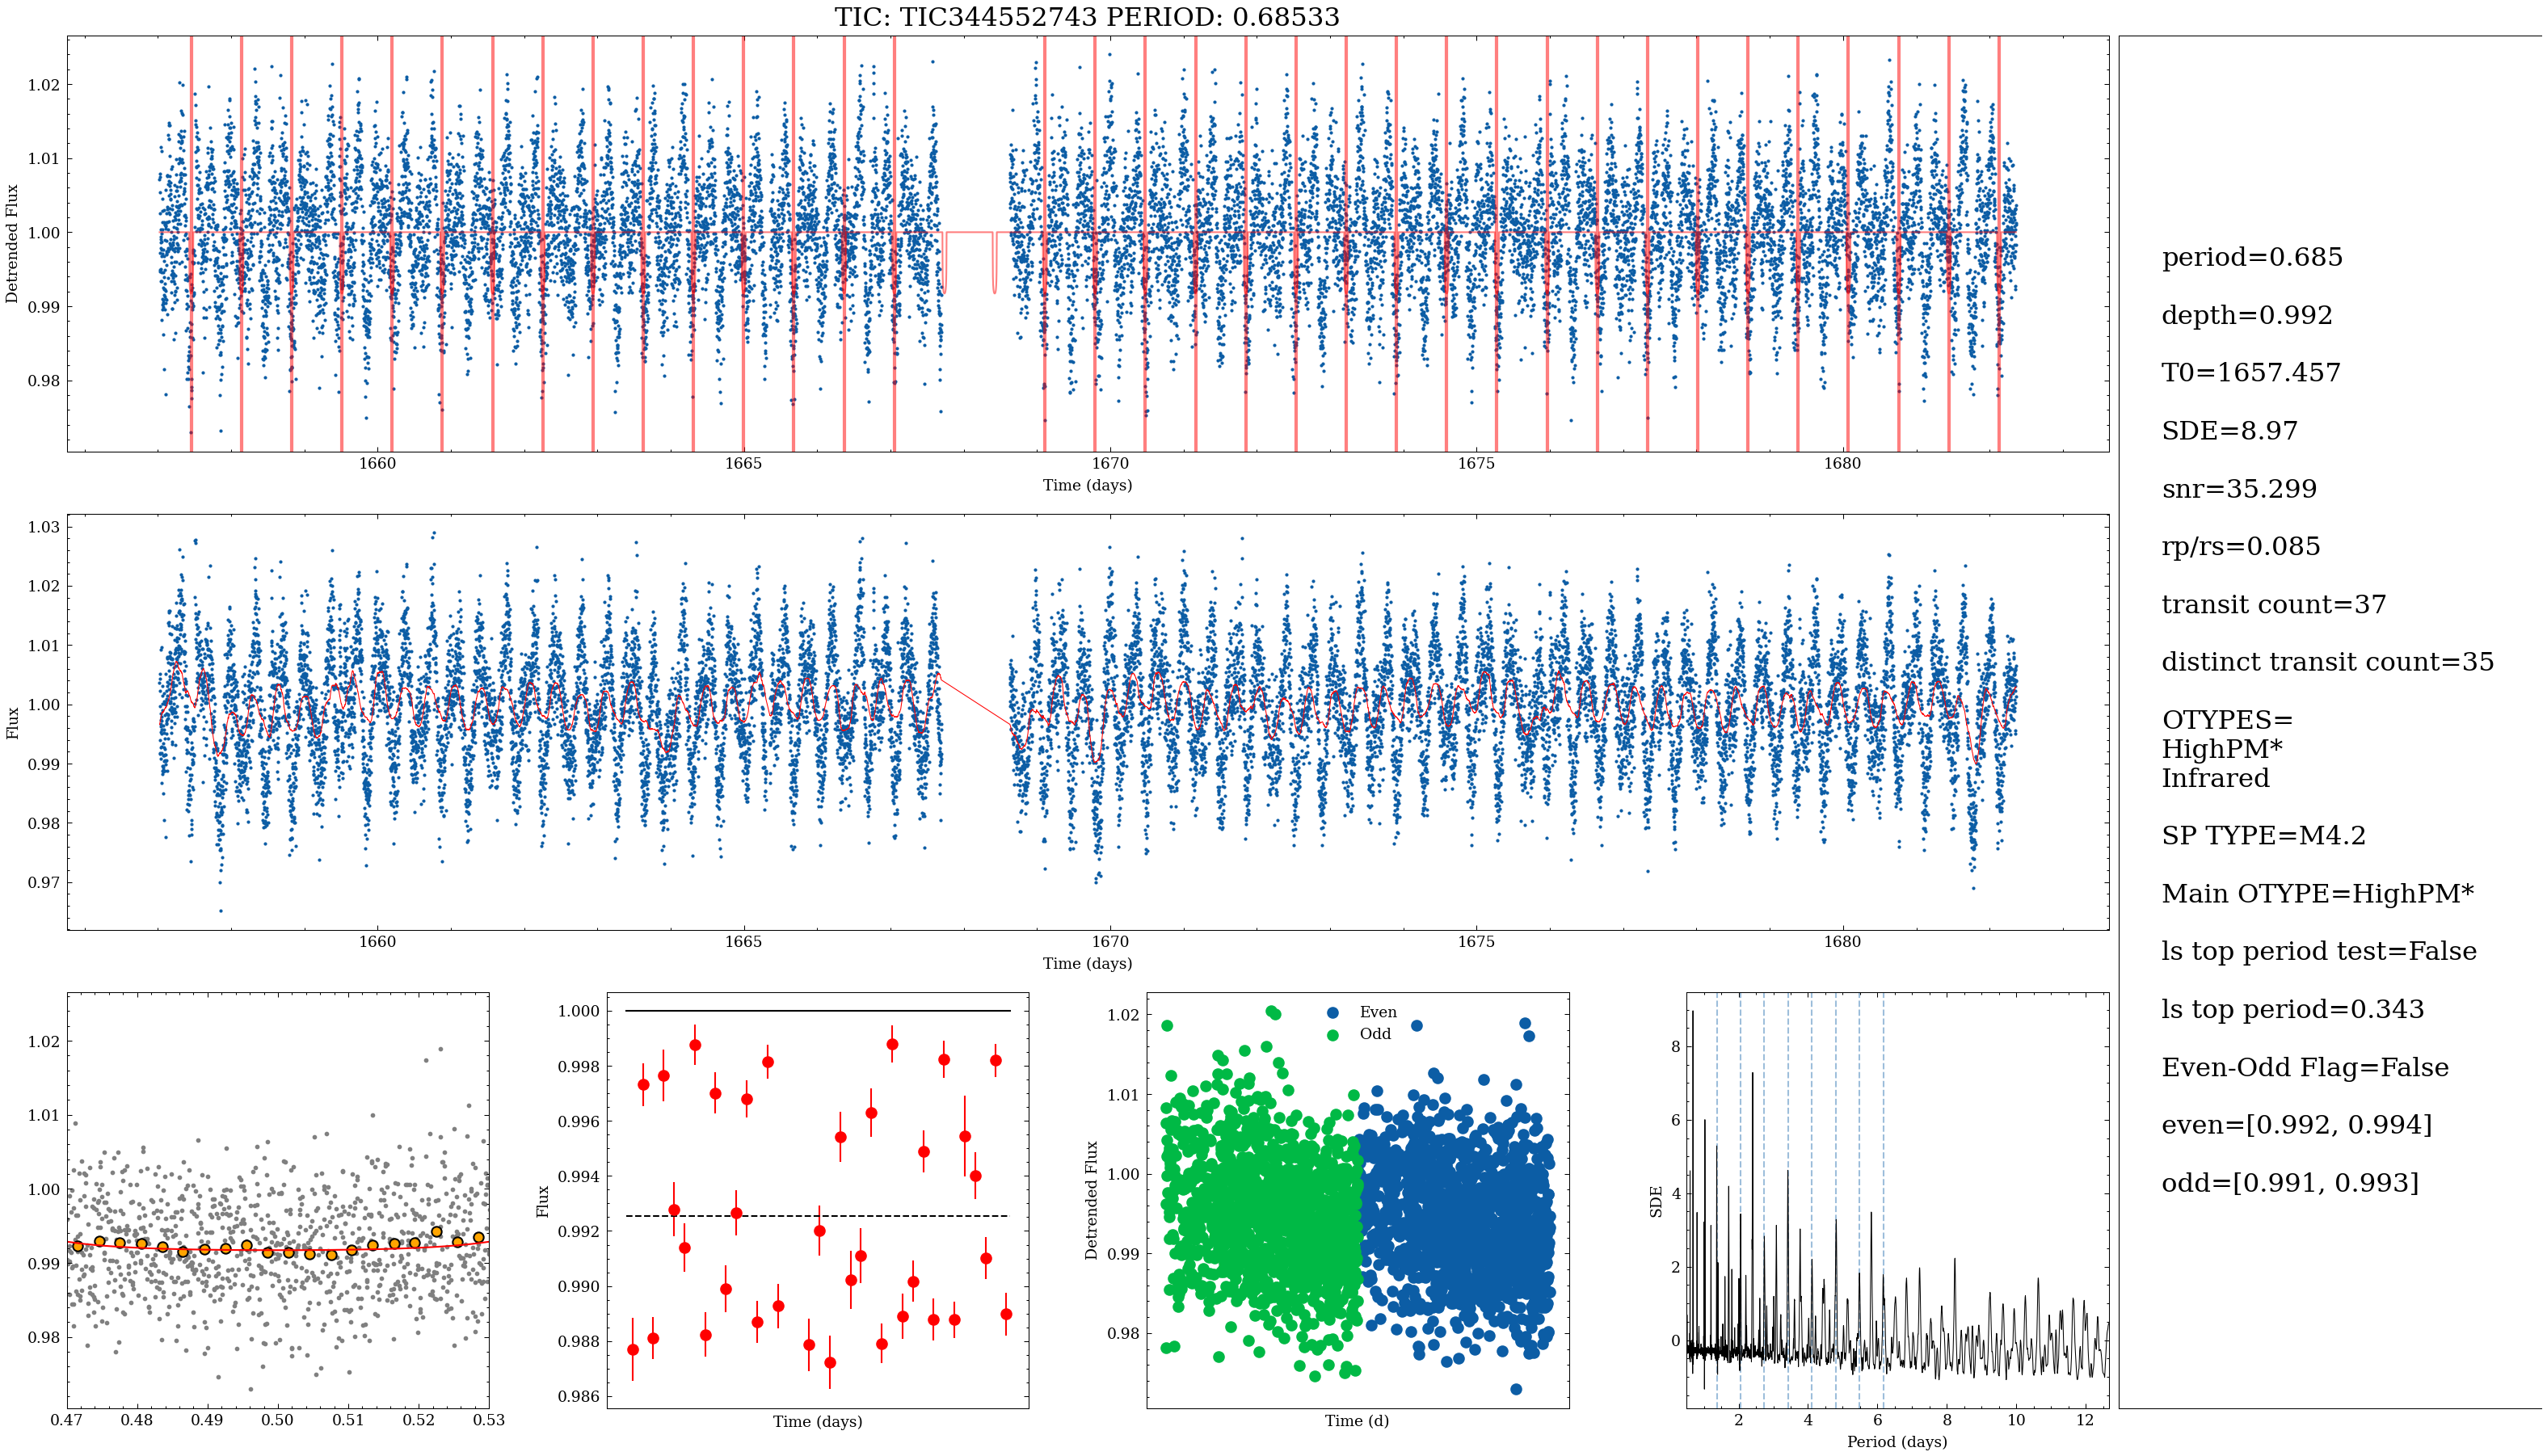 TIC: TIC344552743 PERIOD: 0.68533
1.02
1.01
1.00
0.99
0.98
Detrended Flux
1660
1665
1670
1675
1680
Time (days)
1.03
1.02
1.01
1.00
0.99
0.98
0.97
Flux
1660
1665
1670
1675
1680
Time (days)
1.02
1.01
1.00
0.99
0.98
0.47
0.48
0.49
0.50
0.51
0.52
0.53
1.000
0.998
0.996
0.994
0.992
0.990
0.988
0.986
Flux
Time (days)
Even
Odd
1.02
1.01
1.00
0.99
0.98
Detrended Flux
Time (d)
8
6
4
2
0
SDE
2
4
6
8
10
12
Period (days)
period=0.685
depth=0.992
T0=1657.457
SDE=8.97
snr=35.299
rp/rs=0.085
transit count=37
distinct transit count=35
OTYPES=
HighPM*
Infrared
SP TYPE=M4.2
Main OTYPE=HighPM*
ls top period test=False
ls top period=0.343
Even-Odd Flag=False
even=[0.992, 0.994]
odd=[0.991, 0.993]